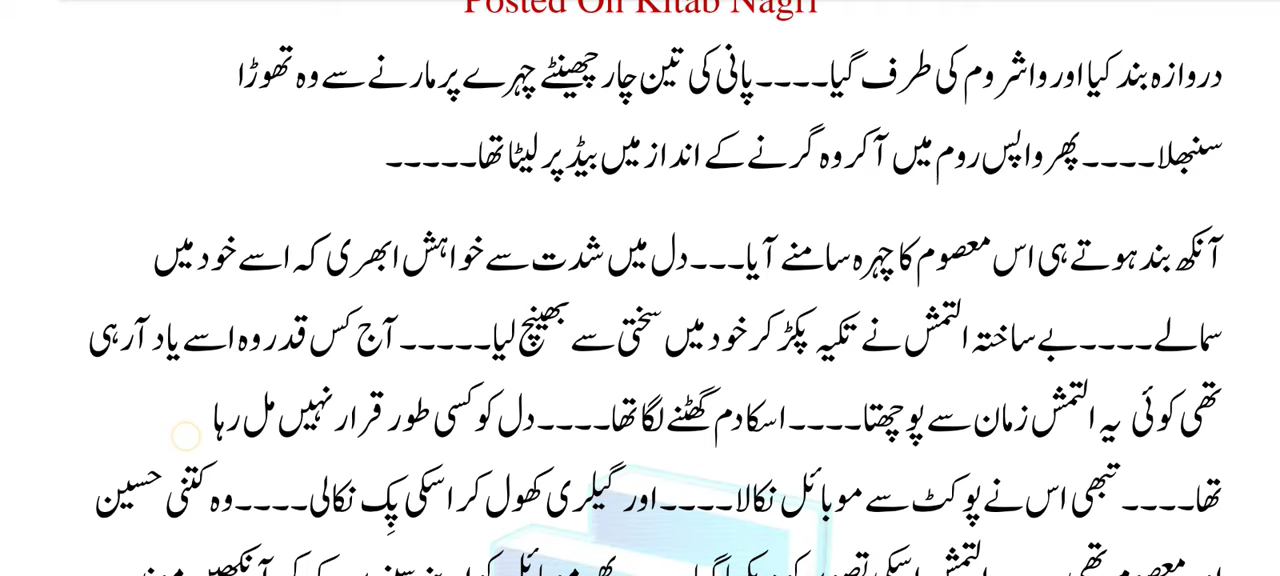 Posted On Kitab Nagri
دروازہ بند کیا اور واشروم کی طرف گیا۔۔۔۔پانی کی تین چار چھینٹے چہرے پر مارنے سے وہ تھوڑا
سنبھلا۔۔۔۔پھر واپس روم میں آکر وہ گرنے کے انداز میں بیڈ پر لیٹا تھا۔۔۔۔۔
آنکھ بند ہوتے ہی اس معصوم کا چہرہ سامنے آیا۔۔۔دل میں شدت سے خواہش ابھری کہ اسے خود میں
سمالے۔۔۔۔بے ساختہ التمش نے تکیہ پکڑ کر خود میں سختی سے بھینچ لیا۔۔۔۔۔آج کس قدر وہ اسے یاد آرہی
تھی کوئی یہ التمش زمان سے پوچھتا۔۔۔۔اسکا دم گھٹنے لگا تھا۔۔۔۔دل کو کسی طور قرار نہیں مل رہا
تھا۔۔۔۔تبھی اس نے پوکٹ سے موبائل نکالا۔۔۔۔اور گیلری کھول کر اسکی پِک نکالی۔۔۔۔وہ کتنی حسین